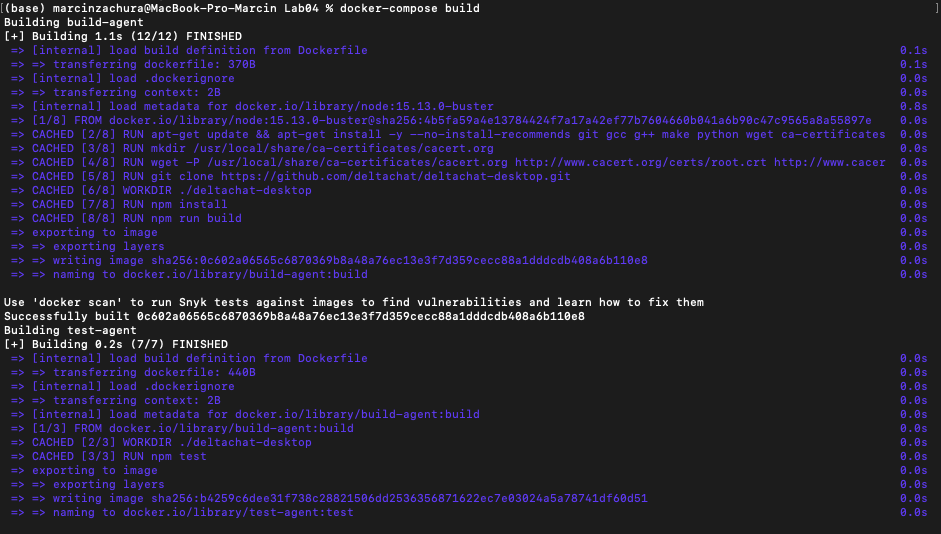 [(base) marcinzachura@MacBook-Pro-Marcin Lab04 % docker-compose build ]
Building build-agent
[+] Building 1.1s (12/12) FINISHED
=> [internal] load build definition from Dockerfile 0.1s
=> => transferring dockerfile: 370B 0.1s
=> [internal] load .dockerignore 0.0s
=> => transferring context: 2B 0.0s
=> [internal] load metadata for docker.io/library/node:15.13.0-buster 0.8s
=> [1/8] FROM docker.io/library/node:15.13.0-buster@sha256:4b5fa59a4e13784424f7a17a42ef77b7604660b041a6b90c47c9565a8a55897e 0.0s
=> CACHED [2/8] RUN apt-get update && apt-get install -y --no-install-recommends git gcc g++ make python wget ca-certificates 0.0s
=> CACHED [3/8] RUN mkdir /usr/local/share/ca-certificates/cacert.org 0.0s
=> CACHED [4/8] RUN wget -P /usr/local/share/ca-certificates/cacert.org http://www.cacert.org/certs/root.crt http://www.cacer 0.0s
=> CACHED [5/8] RUN git clone https://github.com/deltachat/deltachat-desktop.git 0.0s
=> CACHED [6/8] WORKDIR ./deltachat-desktop 0.0s
=> CACHED [7/8] RUN npm install 0.0s
=> CACHED [8/8] RUN npm run build 0.0s
=> exporting to image 0.0s
=> => exporting layers 0.0s
=> => writing image sha256:0c602a06565c6870369b8a48a76ec13e3f7d359cecc88a1dddcdb408a6b110e8 0.0s
=> => naming to docker.io/library/build-agent:build 0.0s
Use 'docker scan' to run Snyk tests against images to find vulnerabilities and learn how to fix them
Successfully built 0c602a06565c6870369b8a48a76ec13e3f7d359cecc88a1dddcdb408a6b110e8
Building test-agent
[+] Building 0.2s (7/7) FINISHED
=> [internal] load build definition from Dockerfile 0.0s
=> => transferring dockerfile: 440B 0.0s
=> [internal] load .dockerignore 0.0s
=> => transferring context: 2B 0.0s
=> [internal] load metadata for docker.io/library/build-agent:build 0.0s
=> [1/3] FROM docker.io/library/build-agent:build 0.0s
=> CACHED [2/3] WORKDIR ./deltachat-desktop 0.0s
=> CACHED [3/3] RUN npm test 0.0s
=> exporting to image 0.0s
=> => exporting layers 0.0s
=> => writing image sha256:b4259c6dee31f738c28821506dd2536356871622ec7e03024a5a78741df60d51 0.0s
=> => naming to docker.io/library/test-agent:test 0.0s